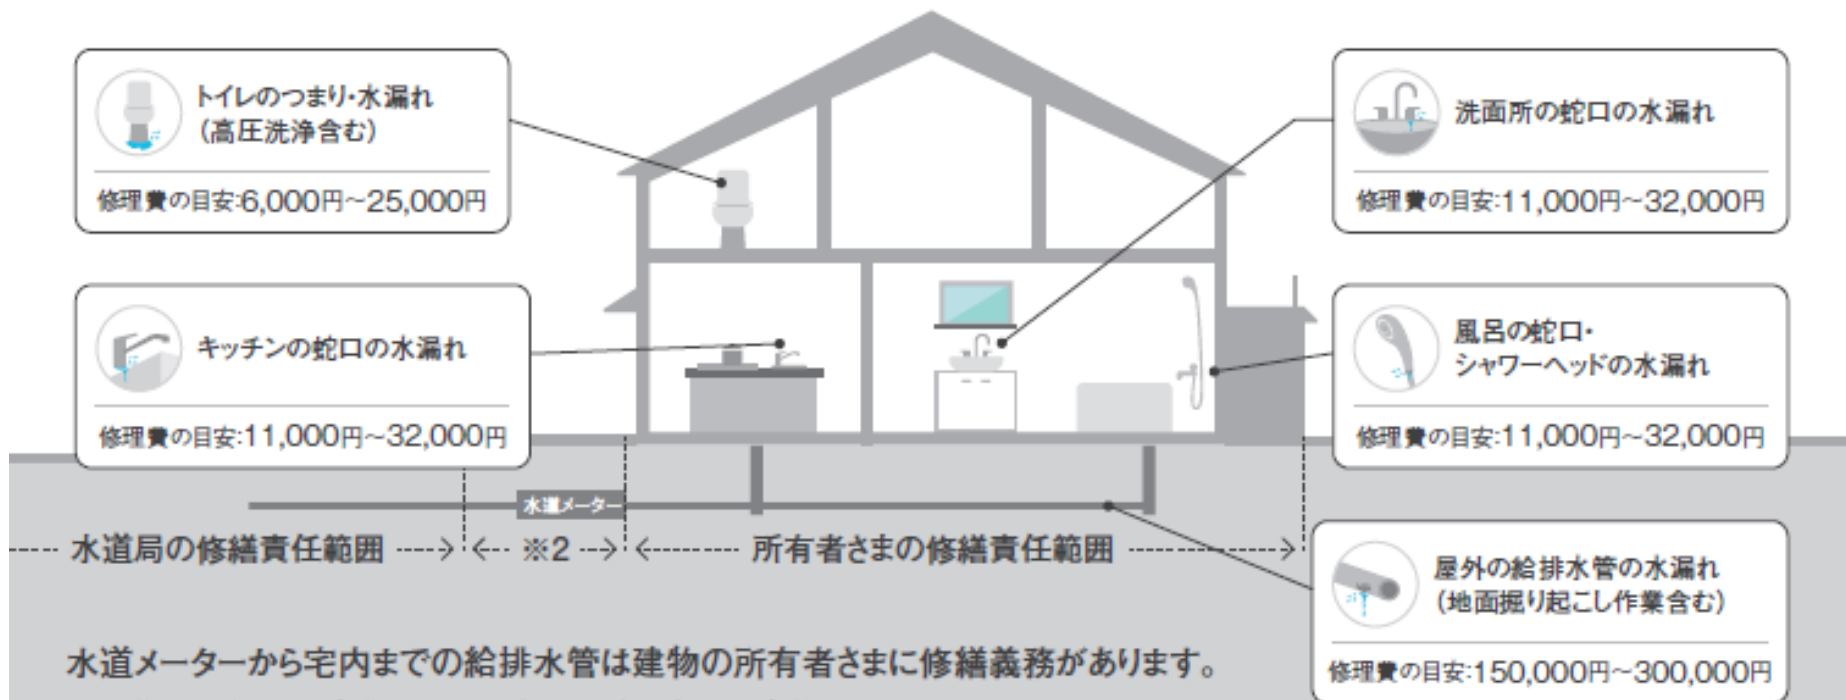 トイレのつまり・水漏れ
（高圧洗浄含む）
修理費の目安:6,000円～25,000円
洗面所の蛇口の水漏れ
修理費の目安:11,000円～32,000円
キッチンの蛇口の水漏れ
修理費の目安:11,000円～32,000円
風呂の蛇口・
シャワーヘッドの水漏れ
修理費の目安:11,000円～32,000円
水道メーター
水道局の修繕責任範囲
※2
所有者さまの修繕責任範囲
屋外の給排水管の水漏れ
（地面掘り起こし作業含む）
修理費の目安:150,000円～300,000円
水道メーターから宅内までの給排水管は建物の所有者さまに修繕義務があります。